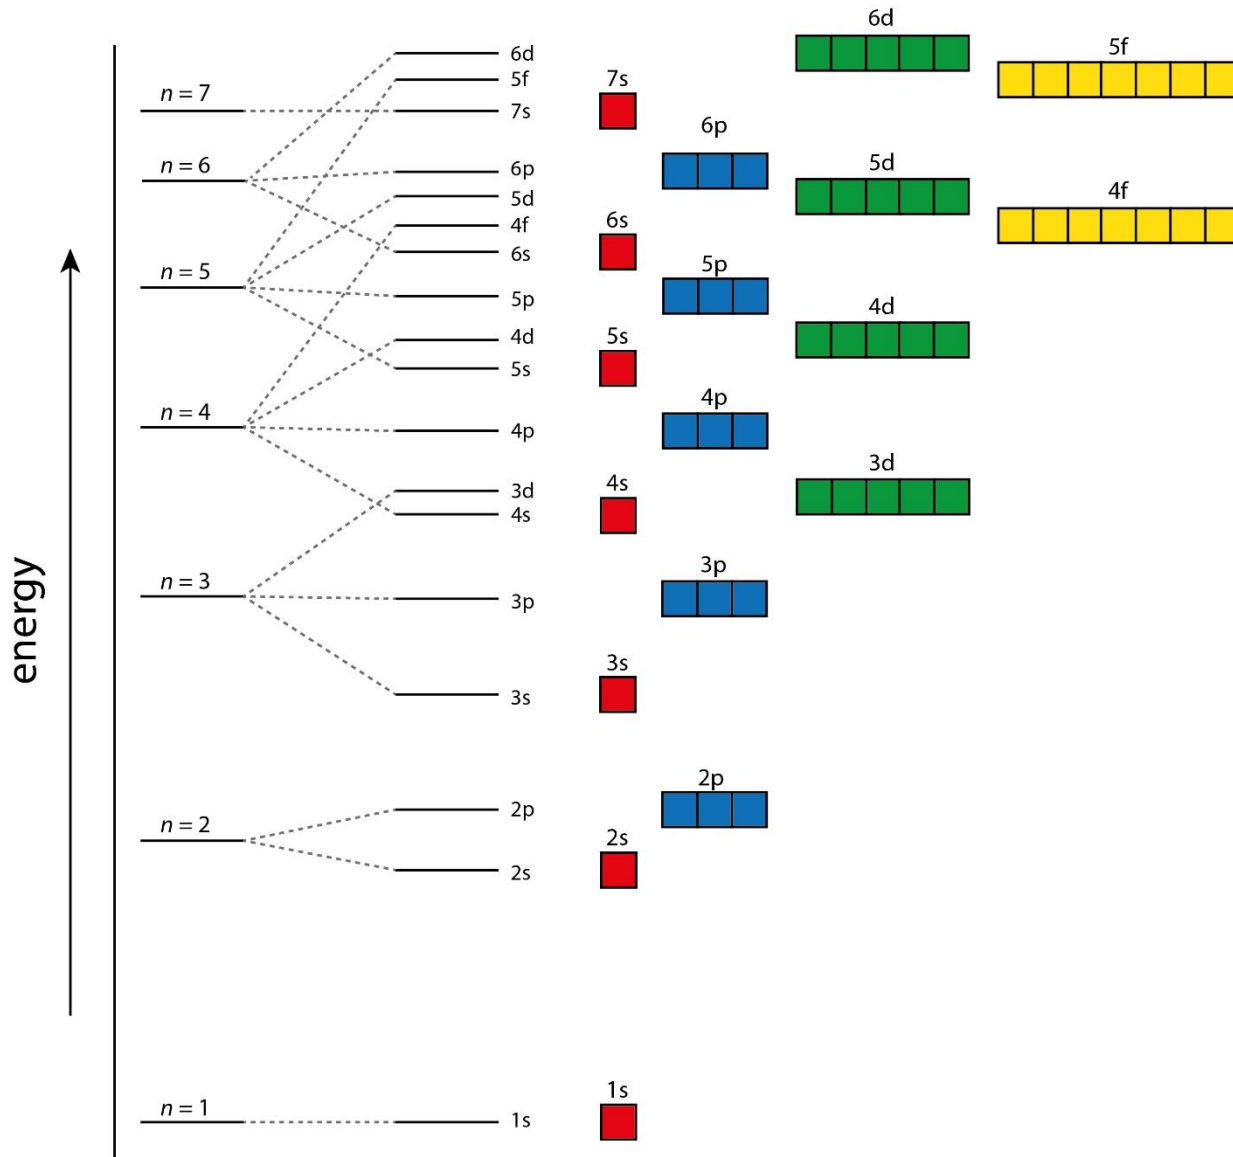 6d
5f
6d
5f
7s
n = 7
7s
6p
n = 6
6p
5d
4f
5d
4f
6s
6s
5p
n = 5
5p
4d
5s
4d
5s
4p
n = 4
4p
3d
4s
3d
4s
3p
n = 3
3p
energy
3s
3s
2p
n = 2
2p
2s
2s
1s
n = 1
1s